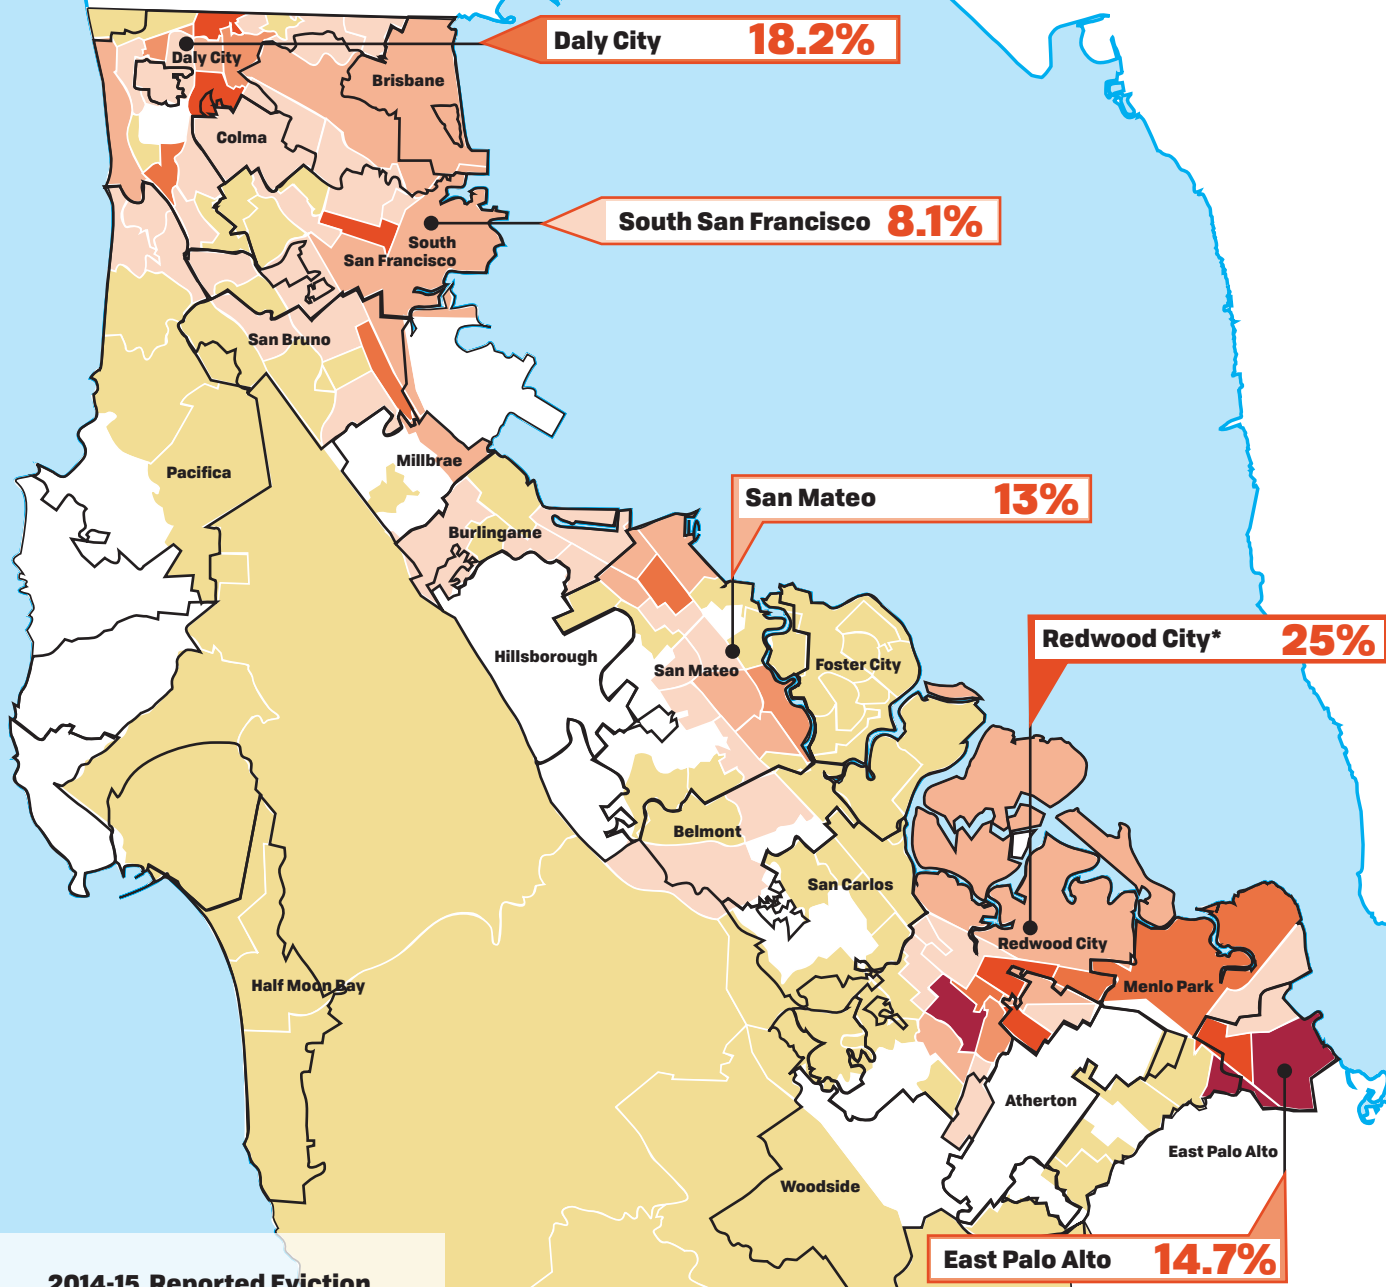 Daly City 18.2%
Daly City
Brisbane
Colma
South San Francisco 8.1%
South
San Francisco
San Bruno
Millbrae
Pacifica
San Mateo 13%
Burlingame
Redwood City* 25%
Hillsborough
San Mateo
Foster City
Belmont
San Carlos
Redwood City
Half Moon Bay
Menlo Park
Atherton
East Palo Alto
Woodside
East Palo Alto 14.7%
2014-15 Reported Eviction